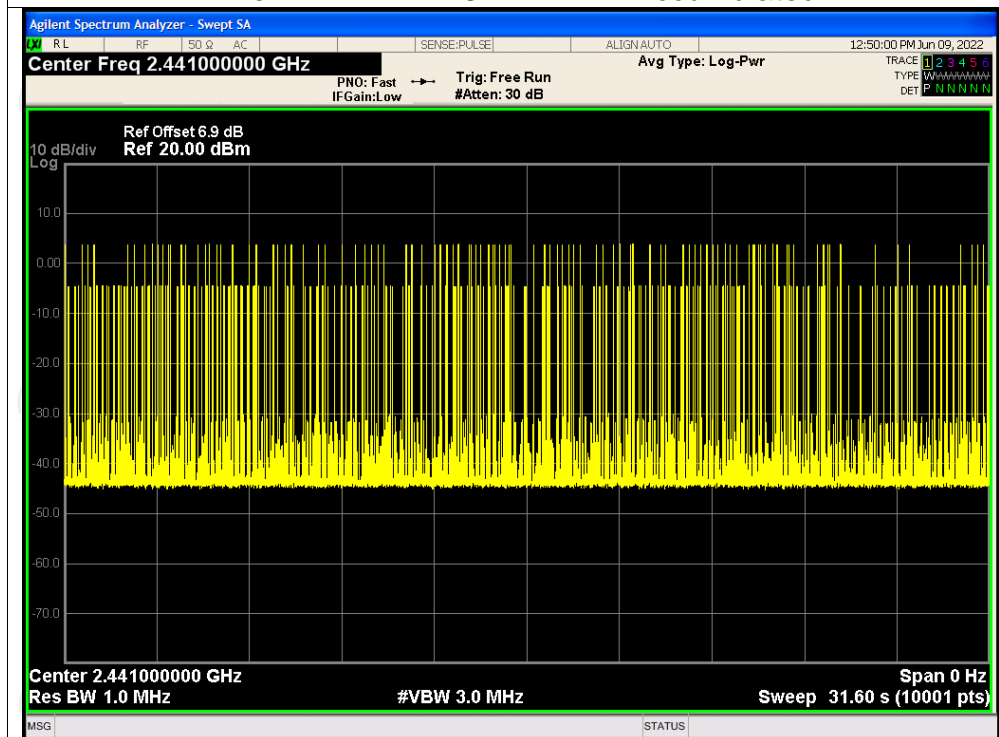 Agilent Spectrum Analyzer - Swept SA
LXI RL RF 50 Ω AC SENSE:PULSE ALIGN AUTO 12:50:00 PM Jun 09, 2022
Center Freq 2.441000000 GHz Avg Type: Log-Pwr TRACE 1 2 3 4 5 6
PNO: Fast Trig: Free Run TYPE W
IFGain:Low #Atten: 30 dB DET P N N N N N
Ref Offset 6.9 dB
10 dB/div Ref 20.00 dBm
Log
10.0
0.00
-10.0
-20.0
-30.0
-40.0
-50.0
-60.0
-70.0
Center 2.441000000 GHz Span 0 Hz
Res BW 1.0 MHz #VBW 3.0 MHz Sweep 31.60 s (10001 pts)
MSG STATUS